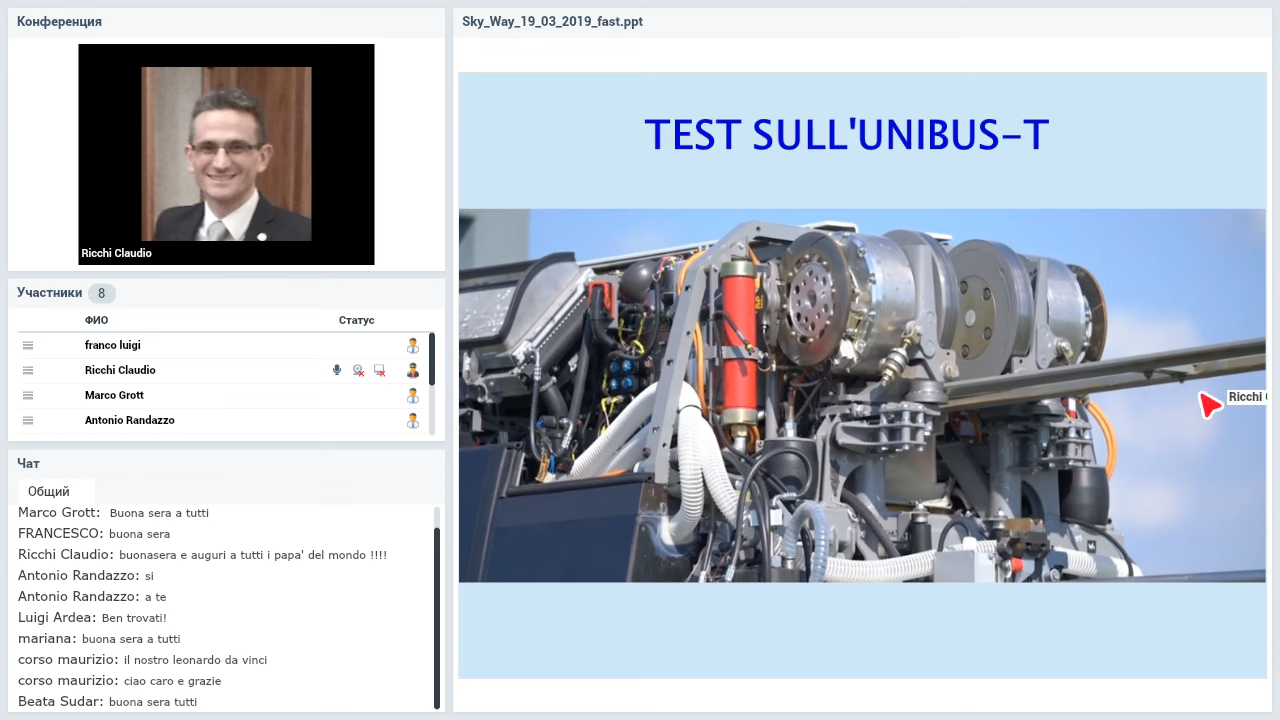 Конференция
Ricchi Claudio
Участники 8
ФИО Статус
franco luigi
Ricchi Claudio
Marco Grott
Antonio Randazzo
Чат
Общий
Marco Grott: Buona sera a tutti
FRANCESCO: buona sera
Ricchi Claudio: buonasera e auguri a tutti i papa' del mondo !!!!
Antonio Randazzo: si
Antonio Randazzo: a te
Luigi Ardea: Ben trovati!
mariana: buona sera a tutti
corso maurizio: il nostro leonardo da vinci
corso maurizio: ciao caro e grazie
Beata Sudar: buona sera tutti
Sky_Way_19_03_2019_fast.ppt
TEST SULL'UNIBUS-T
Ricchi